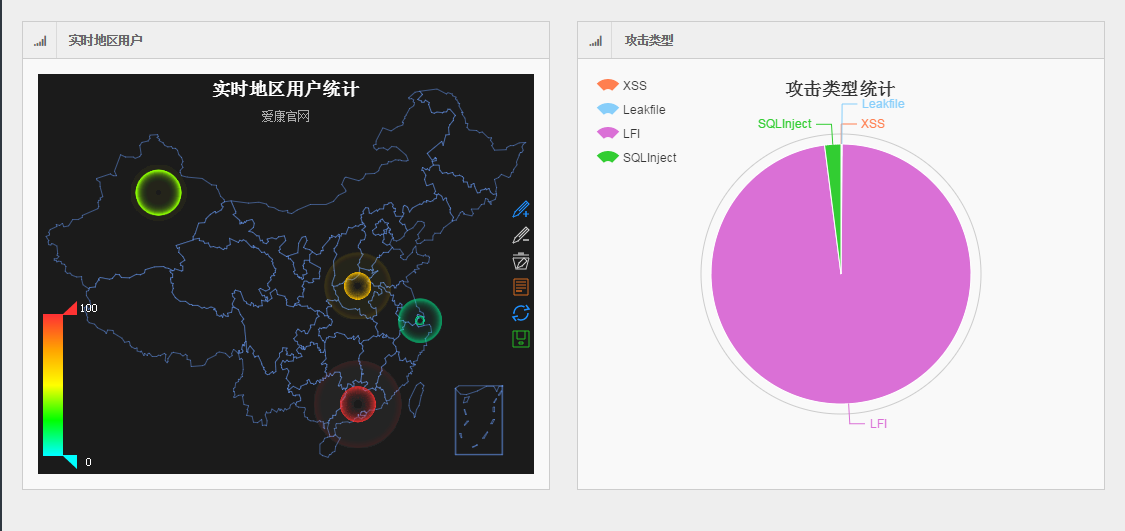 实时地区用户
实时地区用户统计
爱康官网
100
0
攻击类型
XSS
Leakfile
LFI
SQLInject
攻击类型统计
Leakfile
SQLInject
XSS
LFI